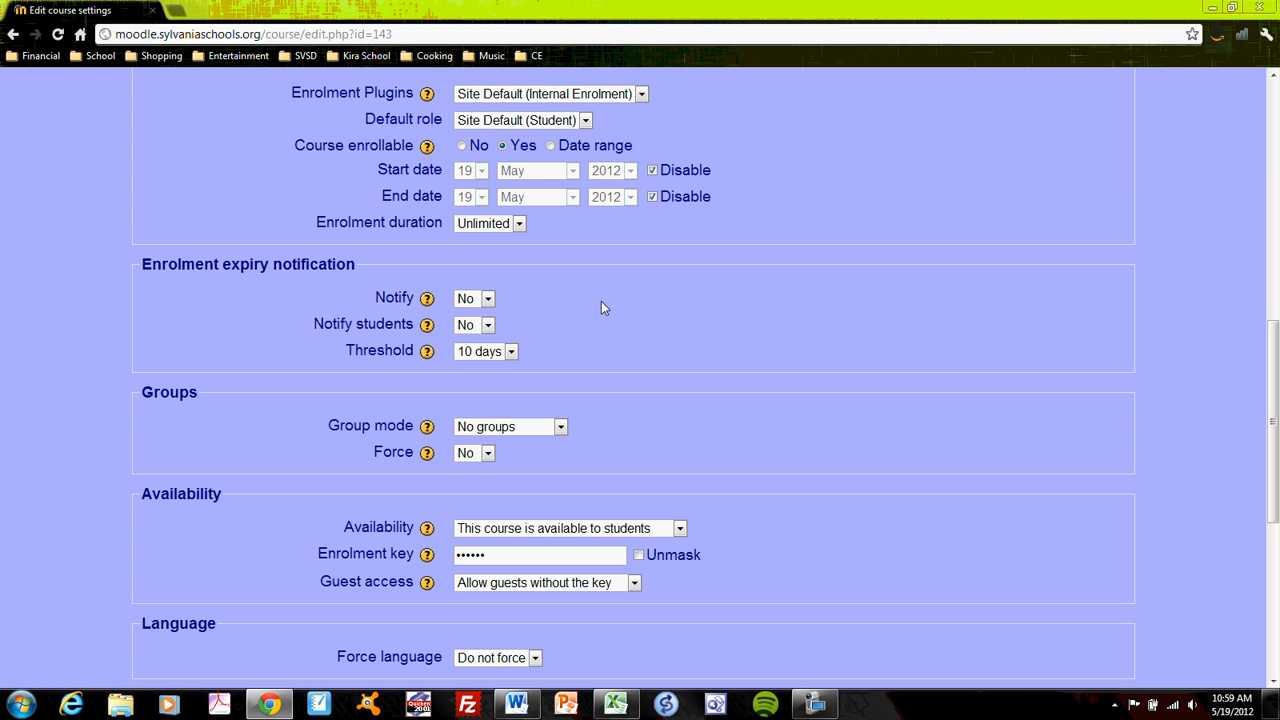 Edit course settings
moodle.sylvaniaschools.org/course/edit.php?id=143
Financial School Shopping Entertainment SVSD Kira School Cooking Music CE
Enrolment Plugins ? Site Default (Internal Enrolment)
Default role Site Default (Student)
Course enrollable ? No Yes Date range
Start date 19 May 2012 Disable
End date 19 May 2012 Disable
Enrolment duration Unlimited
Enrolment expiry notification
Notify ? No
Notify students ? No
Threshold ? 10 days
Groups
Group mode ? No groups
Force ? No
Availability
Availability ? This course is available to students
Enrolment key ? •••••• Unmask
Guest access ? Allow guests without the key
Language
Force language Do not force
10:59 AM
5/19/2012